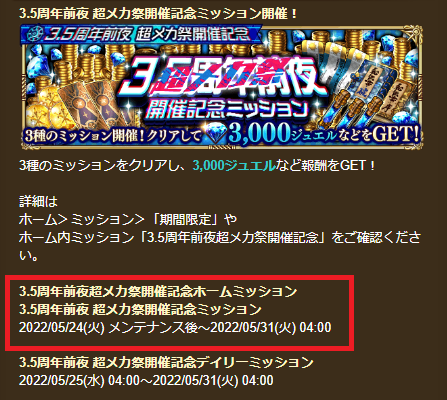 3.5周年前夜 超メカ祭開催記念ミッション開催！
3.5周年前夜 超メカ祭開催記念
3.5周年前夜
超メカ祭
開催記念ミッション
3種のミッション開催！クリアして3,000ジュエルなどをGET!
3種のミッションをクリアし、3,000ジュエルなど報酬をGET！
詳細は
ホーム＞ミッション＞「期間限定」や
ホーム内ミッション「3.5周年前夜超メカ祭開催記念」をご確認くださ
い。
3.5周年前夜超メカ祭開催記念ホームミッション
3.5周年前夜 超メカ祭開催記念ミッション
2022/05/24(火) メンテナンス後～2022/05/31(火) 04:00
3.5周年前夜 超メカ祭開催記念デイリーミッション
2022/05/25(水) 04:00～2022/05/31(火) 04:00